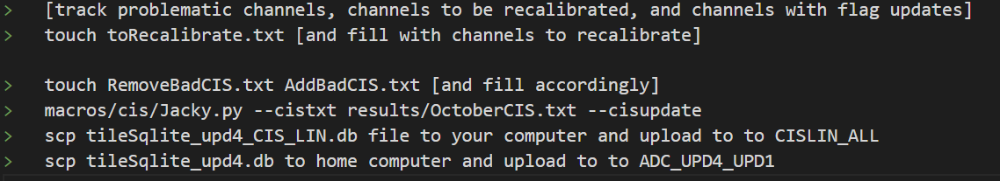 > [track problematic channels, channels to be recalibrated, and channels with flag updates]
> touch toRecalibrate.txt [and fill with channels to recalibrate]
> touch RemoveBadCIS.txt AddBadCIS.txt [and fill accordingly]
> macros/cis/Jacky.py --cistxt results/OctoberCIS.txt --cisupdate
> scp tileSqlite_upd4_CIS_LIN.db file to your computer and upload to to CISLIN_ALL
> scp tileSqlite_upd4.db to home computer and upload to to ADC_UPD4_UPD1